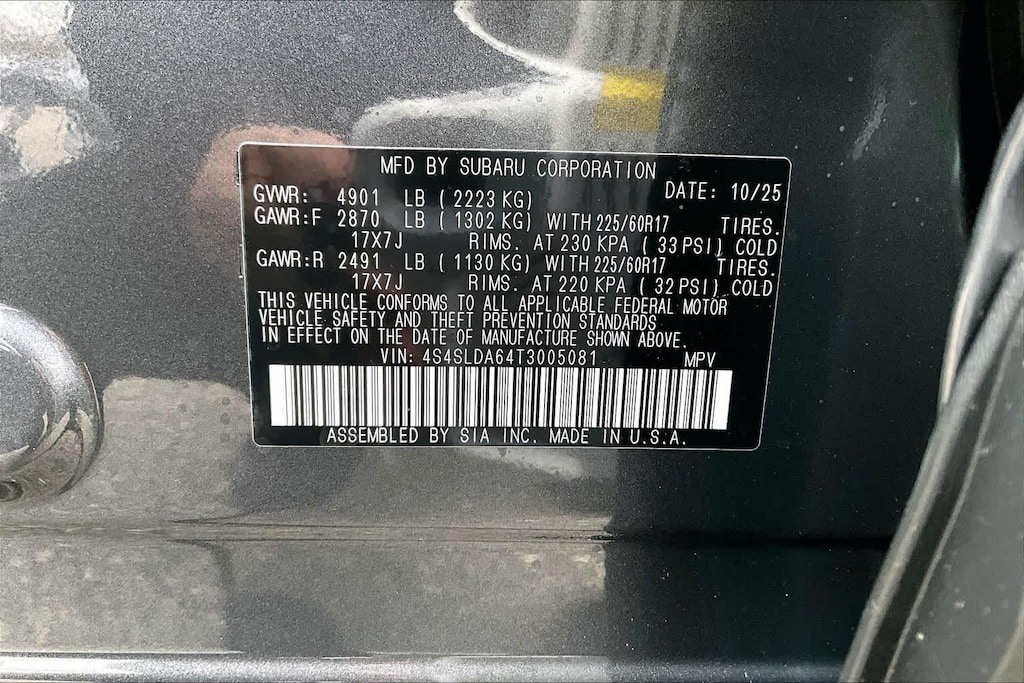 MFD BY SUBARU CORPORATION
GVWR: 4901 LB ( 2223 KG) DATE: 10/25
GAWR:F 2870 LB ( 1302 KG) WITH 225/60R17 TIRES.
17X7J RIMS. AT 230 KPA ( 33 PSI) COLD
GAWR:R 2491 LB ( 1130 KG) WITH 225/60R17 TIRES.
17X7J RIMS. AT 220 KPA ( 32 PSI) COLD
THIS VEHICLE CONFORMS TO ALL APPLICABLE FEDERAL MOTOR
VEHICLE SAFETY AND THEFT PREVENTION STANDARDS
IN EFFECT ON THE DATE OF MANUFACTURE SHOWN ABOVE.
VIN: 4S4SLDA64T3005081 MPV
ASSEMBLED BY SIA INC. MADE IN U.S.A.